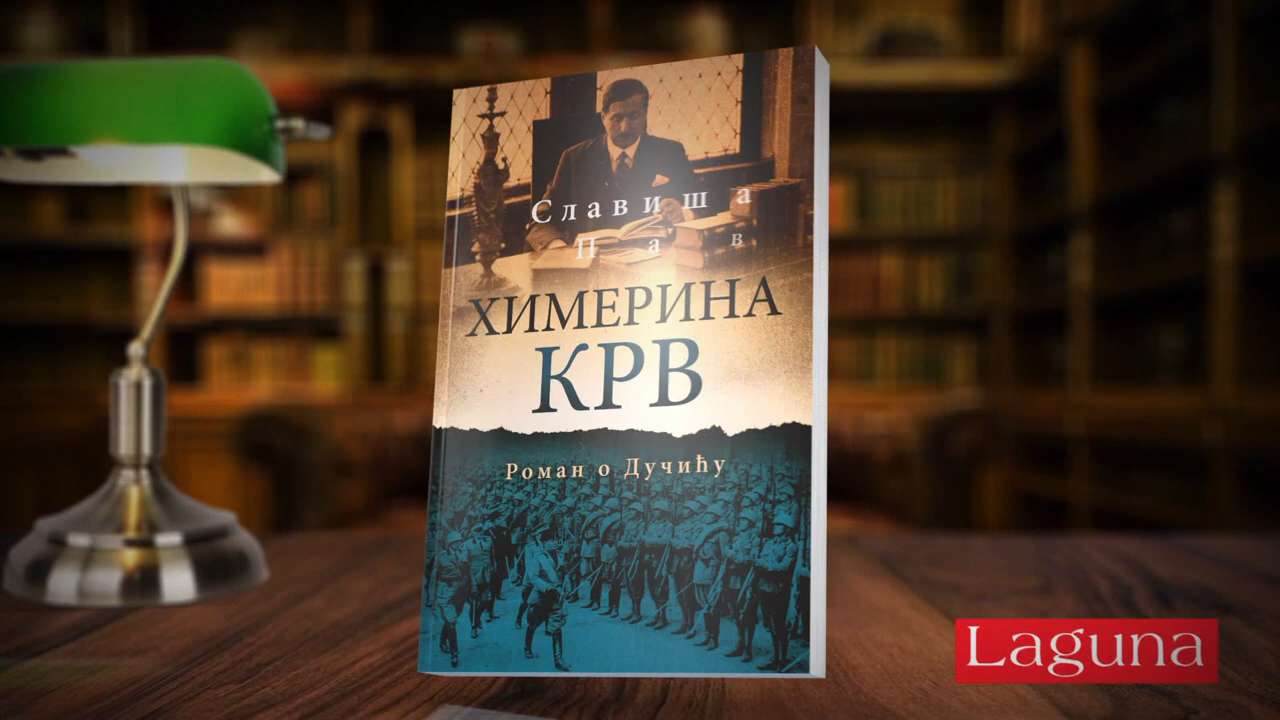 Славиша
Пав
ХИМЕРИНА
КРВ
Роман о Дучићу
Laguna